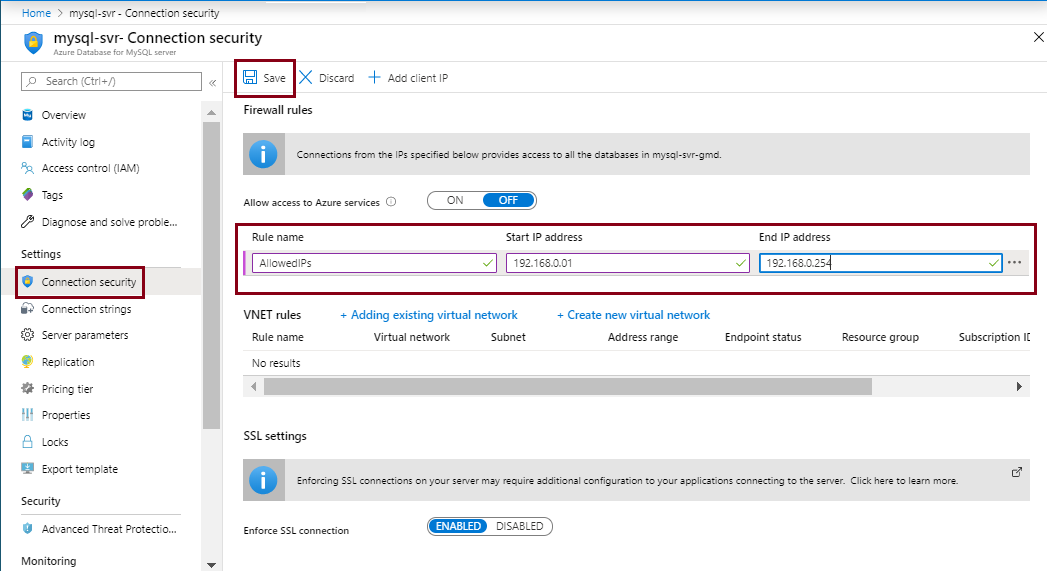 Home > mysql-svr - Connection security
mysql-svr- Connection security
Azure Database for MySQL server
Search (Ctrl+/)
«
Overview
Activity log
Access control (IAM)
Tags
Diagnose and solve proble...
Settings
Connection security
Connection strings
Server parameters
Replication
Pricing tier
Properties
Locks
Export template
Security
Advanced Threat Protectio...
Monitoring
Save Discard + Add client IP
Firewall rules
Connections from the IPs specified below provides access to all the databases in mysql-svr-gmd.
Allow access to Azure services ON OFF
Rule name Start IP address End IP address
AllowedIPs 192.168.0.01 192.168.0.254 ...
VNET rules + Adding existing virtual network + Create new virtual network
Rule name Virtual network Subnet Address range Endpoint status Resource group Subscription ID
No results
SSL settings
Enforcing SSL connections on your server may require additional configuration to your applications connecting to the server. Click here to learn more.
Enforce SSL connection ENABLED DISABLED